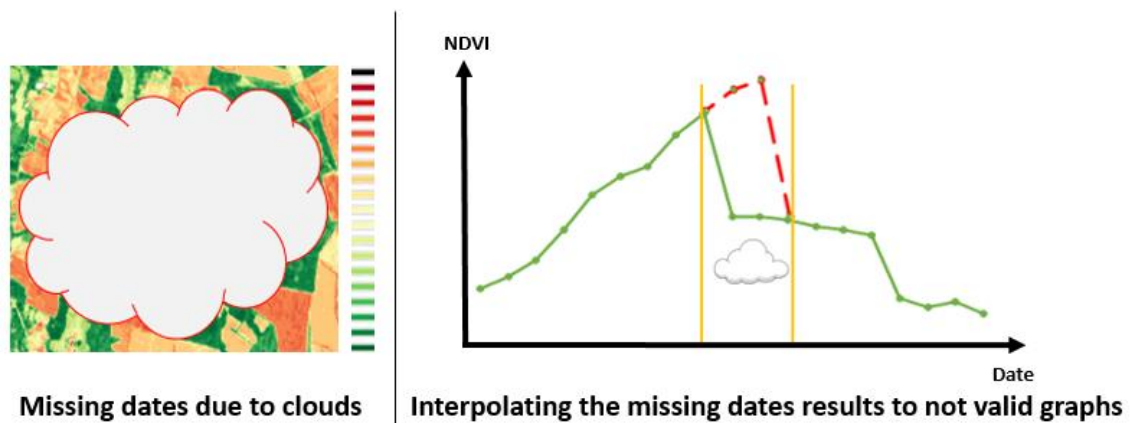 NDVI
Date
Missing dates due to clouds
Interpolating the missing dates results to not valid graphs